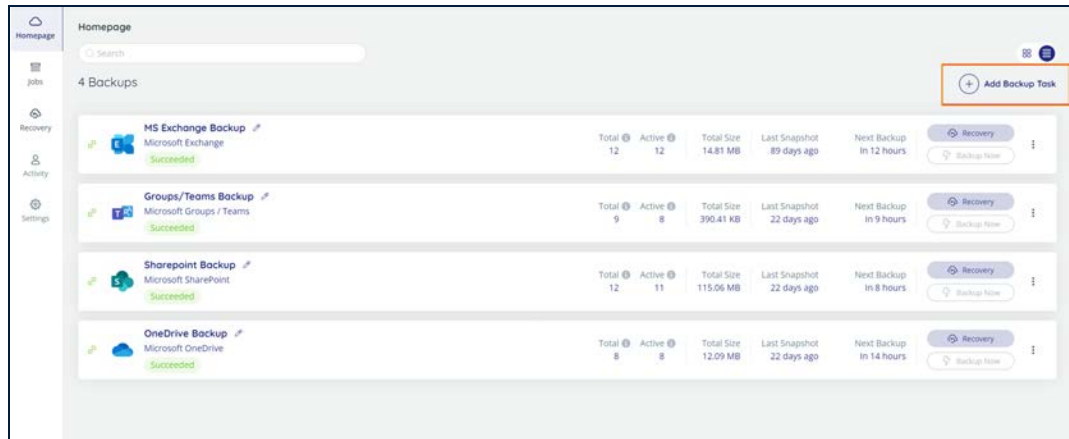 Homepage
Homepage
Search
Jobs
4 Backups
Add Backup Task
Recovery
Activity
Settings
MS Exchange Backup
Microsoft Exchange
Succeeded
Total Active Total Size Last Snapshot Next Backup
12 12 14.81 MB 89 days ago In 12 hours
Recovery
Backup Now
Groups/Teams Backup
Microsoft Groups / Teams
Succeeded
Total Active Total Size Last Snapshot Next Backup
9 8 390.41 KB 22 days ago In 9 hours
Recovery
Backup Now
Sharepoint Backup
Microsoft SharePoint
Succeeded
Total Active Total Size Last Snapshot Next Backup
12 11 115.06 MB 22 days ago In 8 hours
Recovery
Backup Now
OneDrive Backup
Microsoft OneDrive
Succeeded
Total Active Total Size Last Snapshot Next Backup
8 8 12.09 MB 22 days ago In 14 hours
Recovery
Backup Now